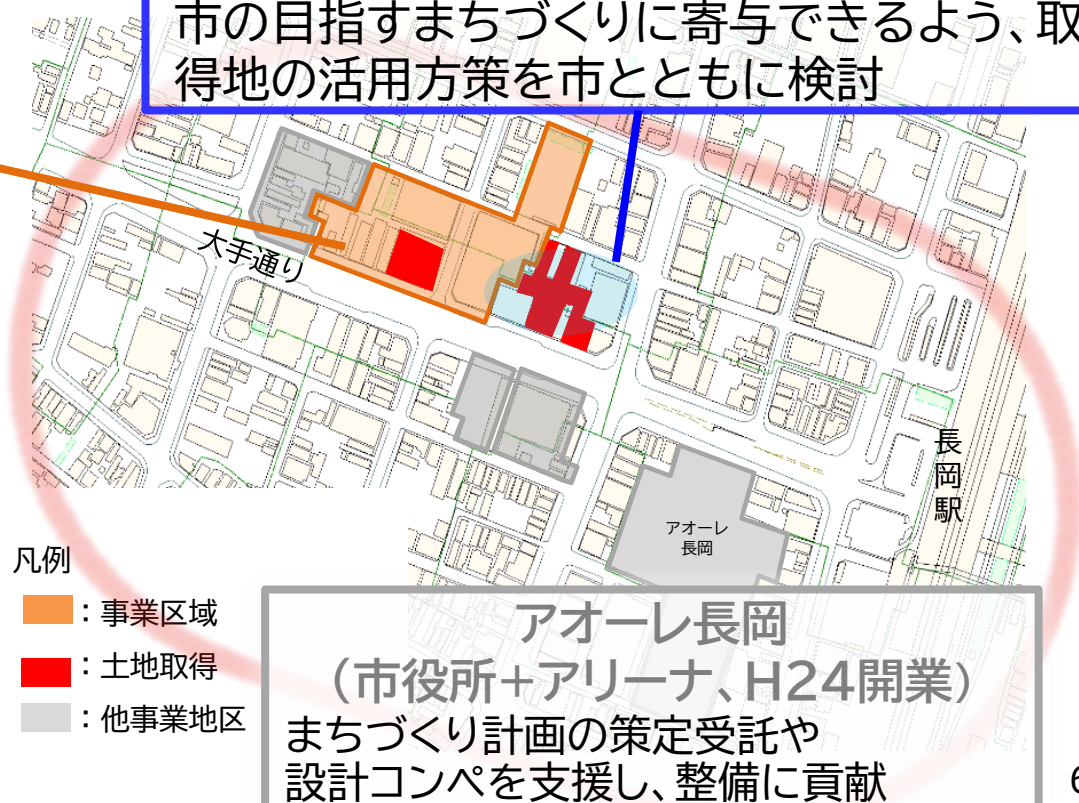 市の目指すまちづくりに寄与できるよう、取
得地の活用方策を市とともに検討
大手通り
長岡駅
アオーレ
長岡
凡例
：事業区域
：土地取得
：他事業地区
アオーレ長岡
（市役所＋アリーナ、H24開業）
まちづくり計画の策定受託や
設計コンペを支援し、整備に貢献